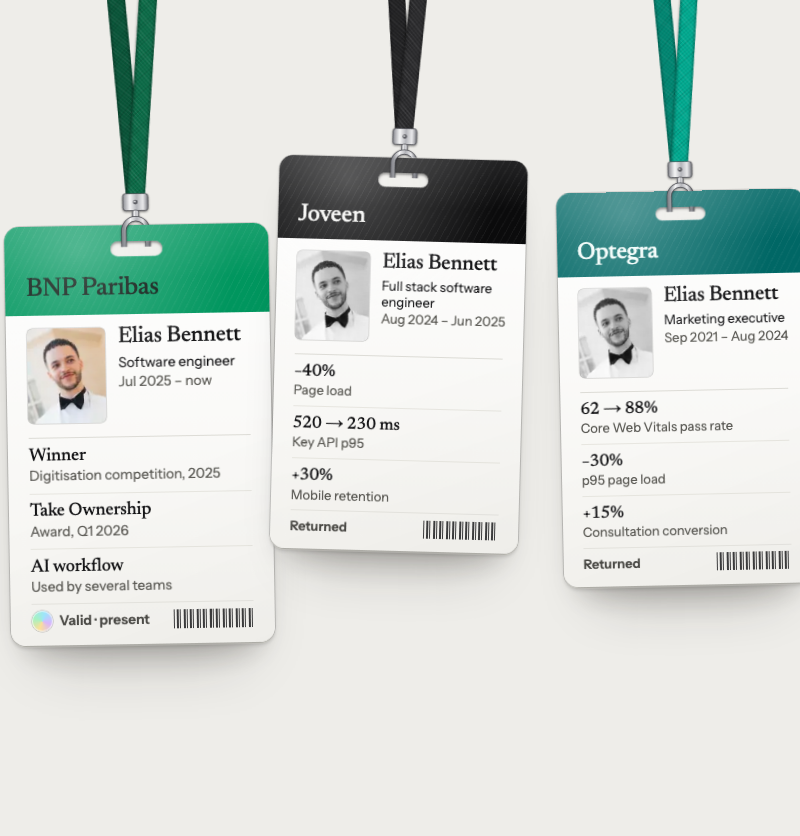 BNP Paribas
Elias Bennett
Software engineer
Jul 2025 – now
Winner
Digitisation competition, 2025
Take Ownership
Award, Q1 2026
AI workflow
Used by several teams
Valid · present
Joveen
Elias Bennett
Full stack software
engineer
Aug 2024 – Jun 2025
−40%
Page load
520 → 230 ms
Key API p95
+30%
Mobile retention
Returned
Optegra
Elias Bennett
Marketing executive
Sep 2021 – Aug 2024
62 → 88%
Core Web Vitals pass rate
−30%
p95 page load
+15%
Consultation conversion
Returned